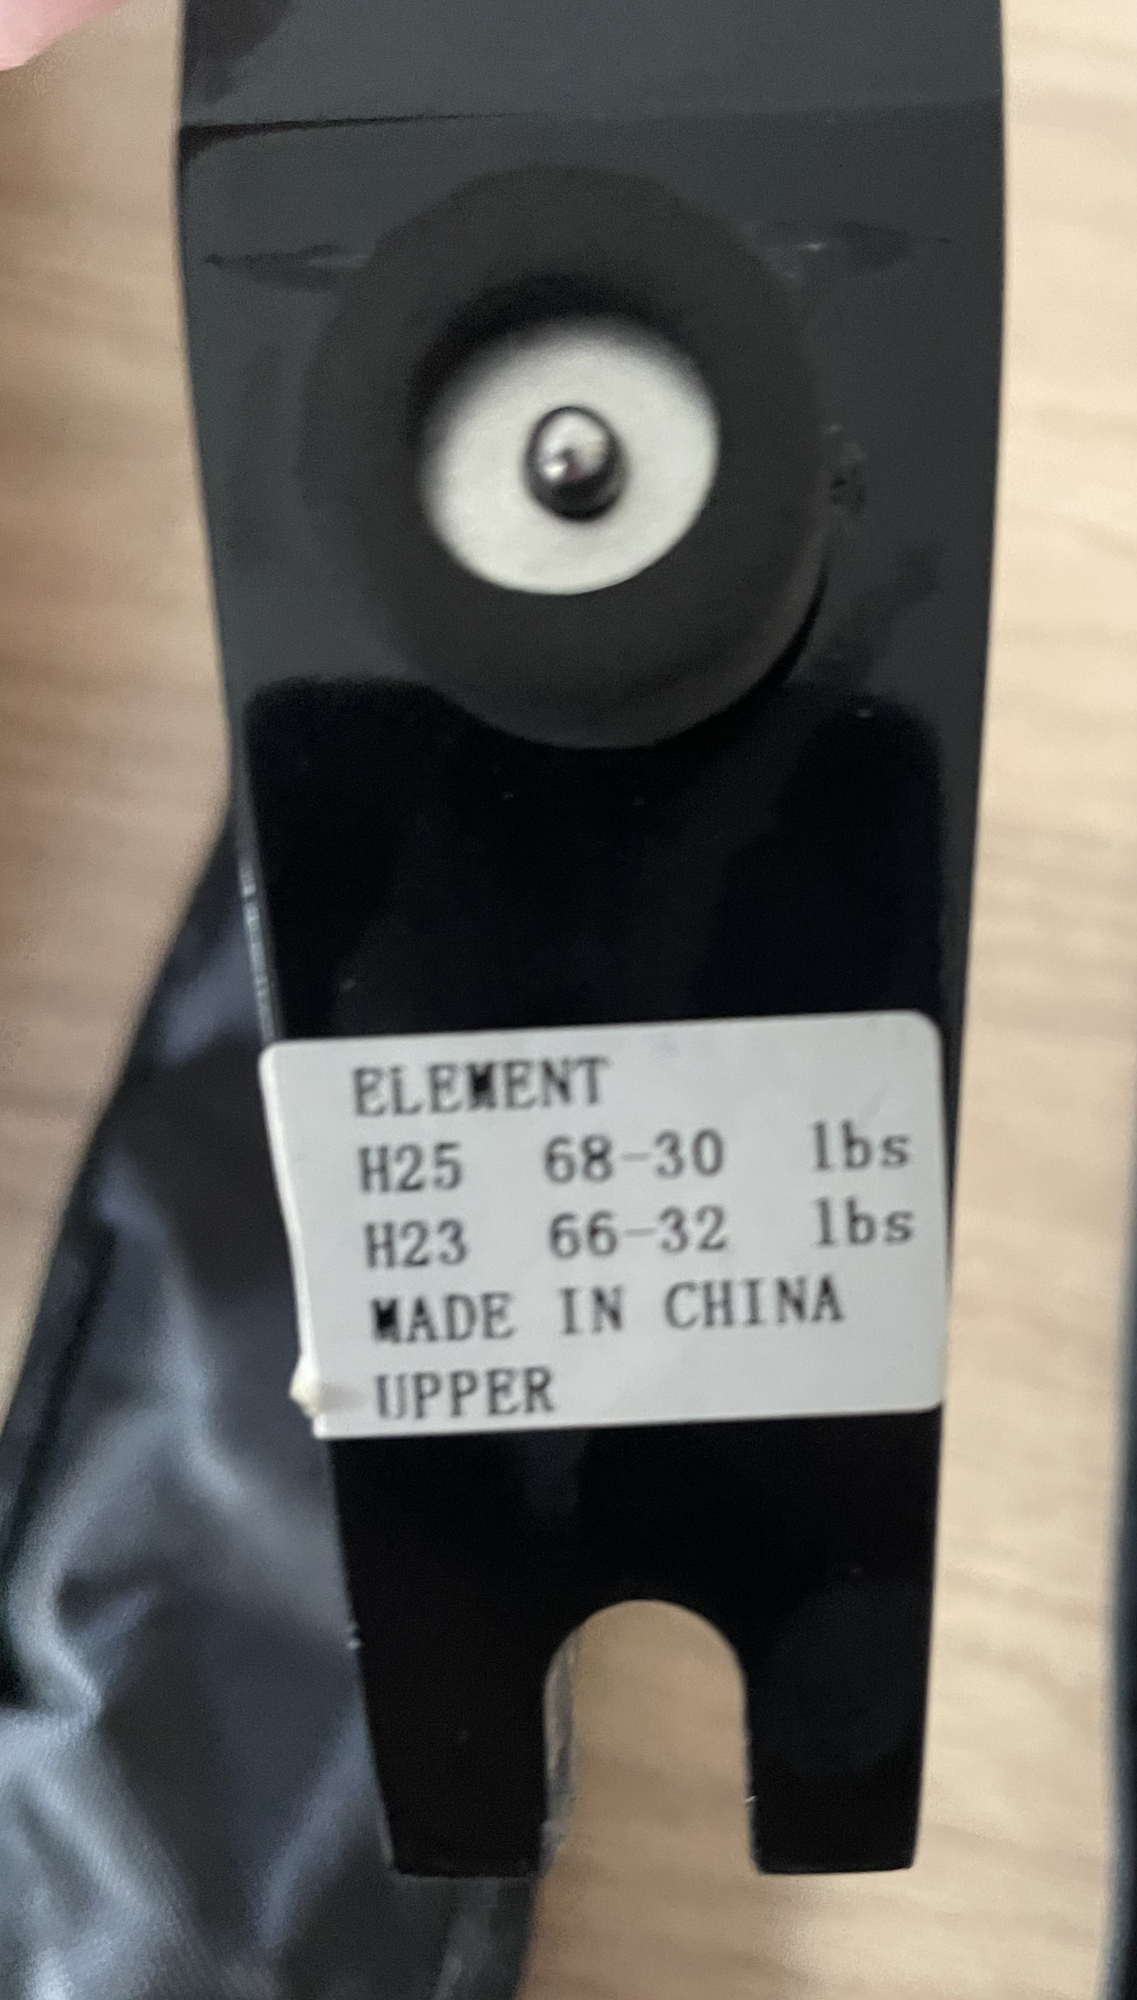 ELEMENT
H25 68-30 lbs
H23 66-32 lbs
MADE IN CHINA
UPPER